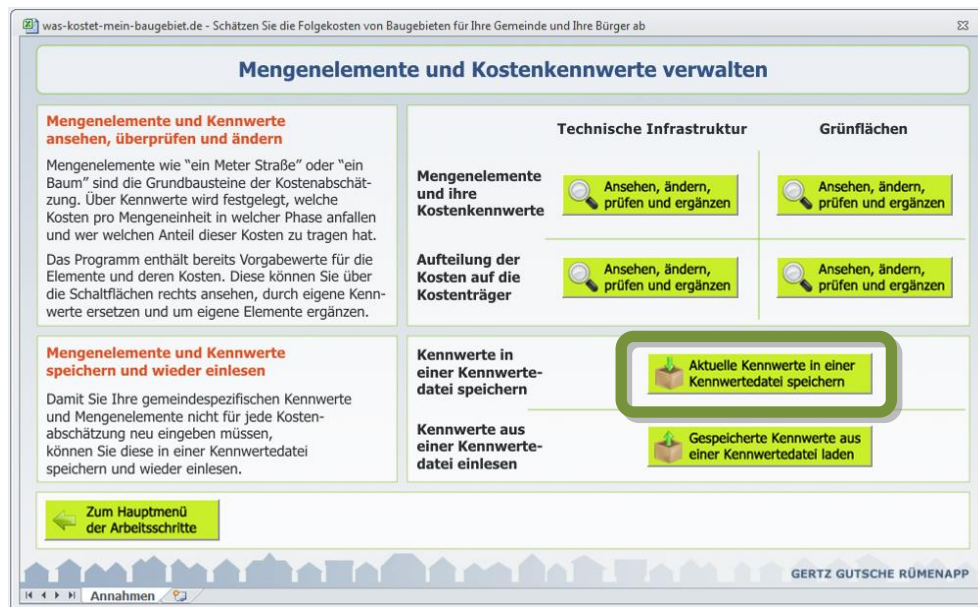 was-kostet-mein-baugebiet.de - Schätzen Sie die Folgekosten von Baugebieten für Ihre Gemeinde und Ihre Bürger ab
Mengenelemente und Kostenkennwerte verwalten
Mengenelemente und Kennwerte
ansehen, überprüfen und ändern
Mengenelemente wie "ein Meter Straße" oder "ein
Baum" sind die Grundbausteine der Kostenabschät-
zung. Über Kennwerte wird festgelegt, welche
Kosten pro Mengeneinheit in welcher Phase anfallen
und wer welchen Anteil dieser Kosten zu tragen hat.
Das Programm enthält bereits Vorgabewerte für die
Elemente und deren Kosten. Diese können Sie über
die Schaltflächen rechts ansehen, durch eigene Kenn-
werte ersetzen und um eigene Elemente ergänzen.
Technische Infrastruktur
Grünflächen
Mengenelemente
und ihre
Kostenkennwerte
Ansehen, ändern,
prüfen und ergänzen
Ansehen, ändern,
prüfen und ergänzen
Aufteilung der
Kosten auf die
Kostenträger
Ansehen, ändern,
prüfen und ergänzen
Ansehen, ändern,
prüfen und ergänzen
Mengenelemente und Kennwerte
speichern und wieder einlesen
Damit Sie Ihre gemeindespezifischen Kennwerte
und Mengenelemente nicht für jede Kosten-
abschätzung neu eingeben müssen,
können Sie diese in einer Kennwertedatei
speichern und wieder einlesen.
Kennwerte in
einer Kennwerte-
datei speichern
Aktuelle Kennwerte in einer
Kennwertedatei speichern
Kennwerte aus
einer Kennwerte-
datei einlesen
Gespeicherte Kennwerte aus
einer Kennwertedatei laden
Zum Hauptmenü
der Arbeitsschritte
GERTZ GUTSCHE RÜMENAPP
Annahmen